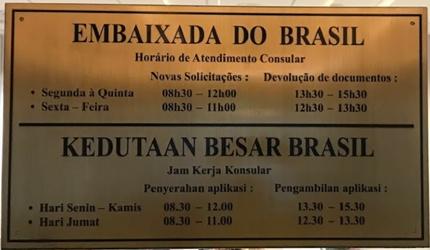 EMBAIXADA DO BRASIL
Horário de Atendimento Consular
Novas Solicitações : Devolução de documentos :
• Segunda à Quinta 08h30 – 12h00 13h30 – 15h30
• Sexta – Feira 08h30 – 11h00 12h30 – 13h30
KEDUTAAN BESAR BRASIL
Jam Kerja Konsular
Penyerahan aplikasi : Pengambilan aplikasi :
• Hari Senin – Kamis 08.30 – 12.00 13.30 – 15.30
• Hari Jumat 08.30 – 11.00 12.30 – 13.30